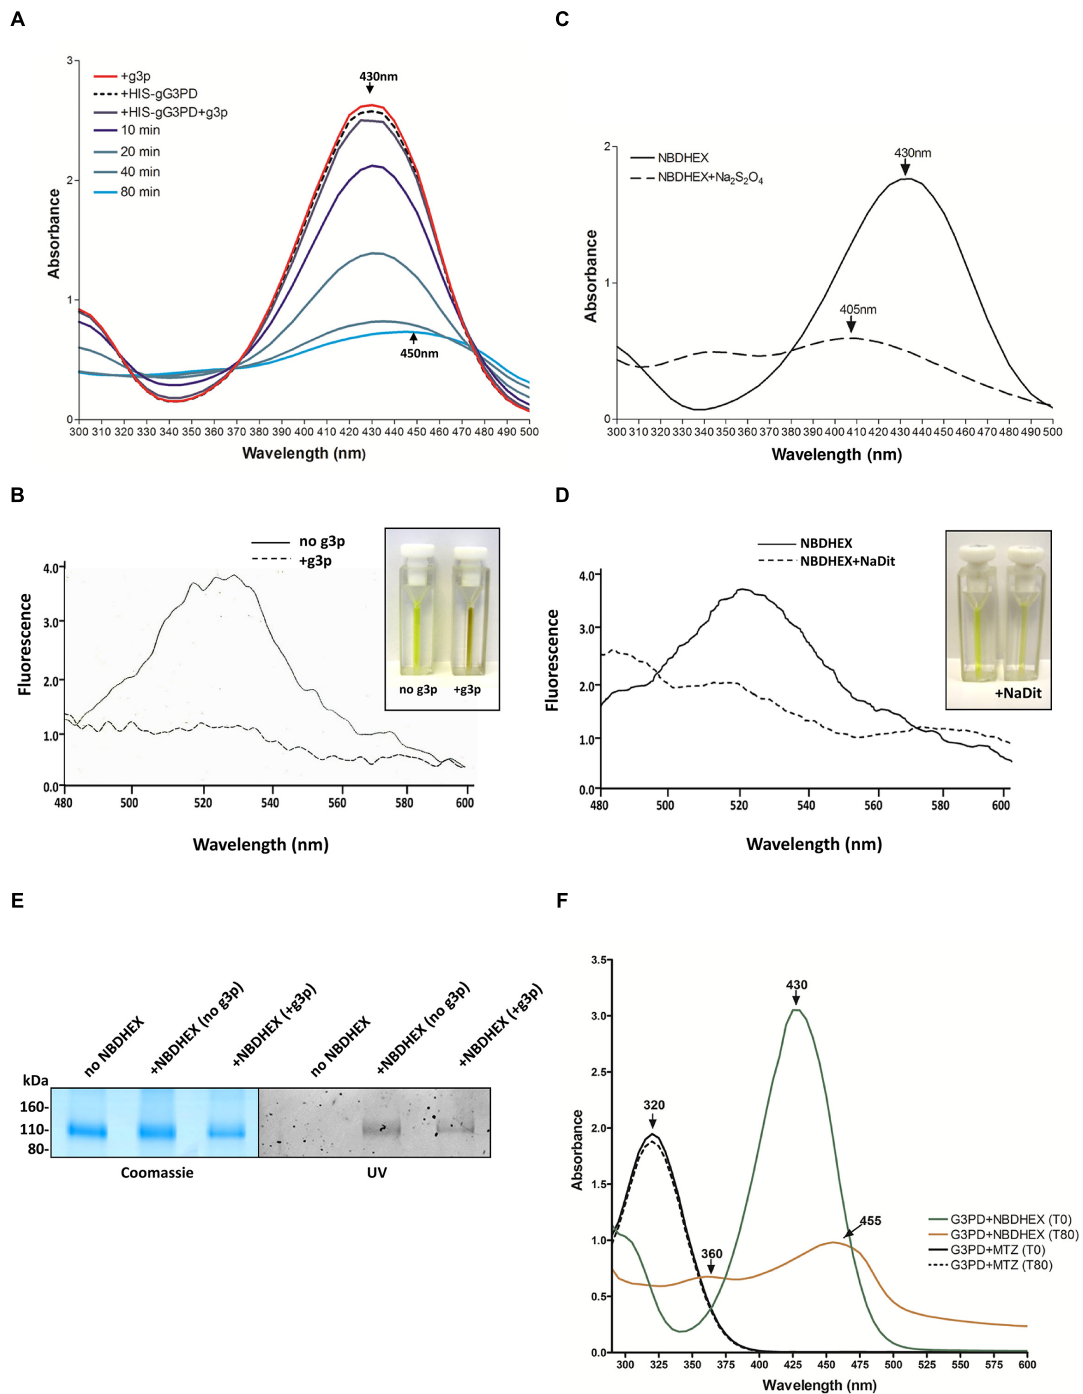 A
3
2
1
0
Absorbance
+g3p
+HIS-gG3PD
+HIS-gG3PD+g3p
10 min
20 min
40 min
80 min
430nm
450nm
300 310 320 330 340 350 360 370 380 390 400 410 420 430 440 450 460 470 480 490 500
Wavelength (nm)
C
2
1
0
Absorbance
NBDHEX
NBDHEX+Na₂S₂O₄
430nm
405nm
300 310 320 330 340 350 360 370 380 390 400 410 420 430 440 450 460 470 480 490 500
Wavelength (nm)
B
4.0
3.0
2.0
1.0
0.0
Fluorescence
no g3p
+g3p
no g3p +g3p
480 500 520 540 560 580 600
Wavelength (nm)
D
4.0
3.0
2.0
1.0
0.0
Fluorescence
NBDHEX
NBDHEX+NaDit
+NaDit
480 500 520 540 560 580 600
Wavelength (nm)
E
no NBDHEX
+NBDHEX (no g3p)
+NBDHEX (+g3p)
no NBDHEX
+NBDHEX (no g3p)
+NBDHEX (+g3p)
kDa
160-
110-
80-
Coomassie
UV
F
3.5
3.0
2.5
2.0
1.5
1.0
0.5
0.0
Absorbance
430
320
360
455
G3PD+NBDHEX (T0)
G3PD+NBDHEX (T80)
G3PD+MTZ (T0)
G3PD+MTZ (T80)
300 325 350 375 400 425 450 475 500 525 550 575 600
Wavelength (nm)